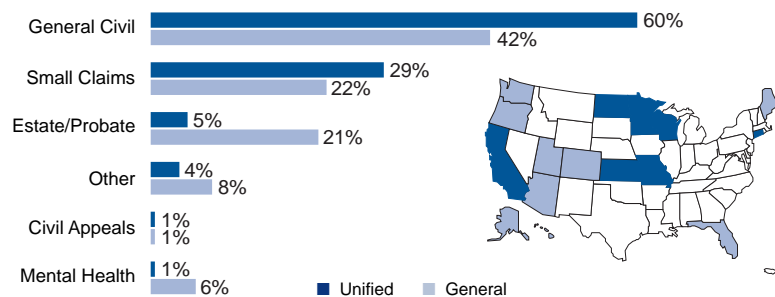 General Civil
60%
42%
Small Claims
29%
22%
Estate/Probate
5%
21%
Other
4%
8%
Civil Appeals
1%
1%
Mental Health
1%
6%
Unified General